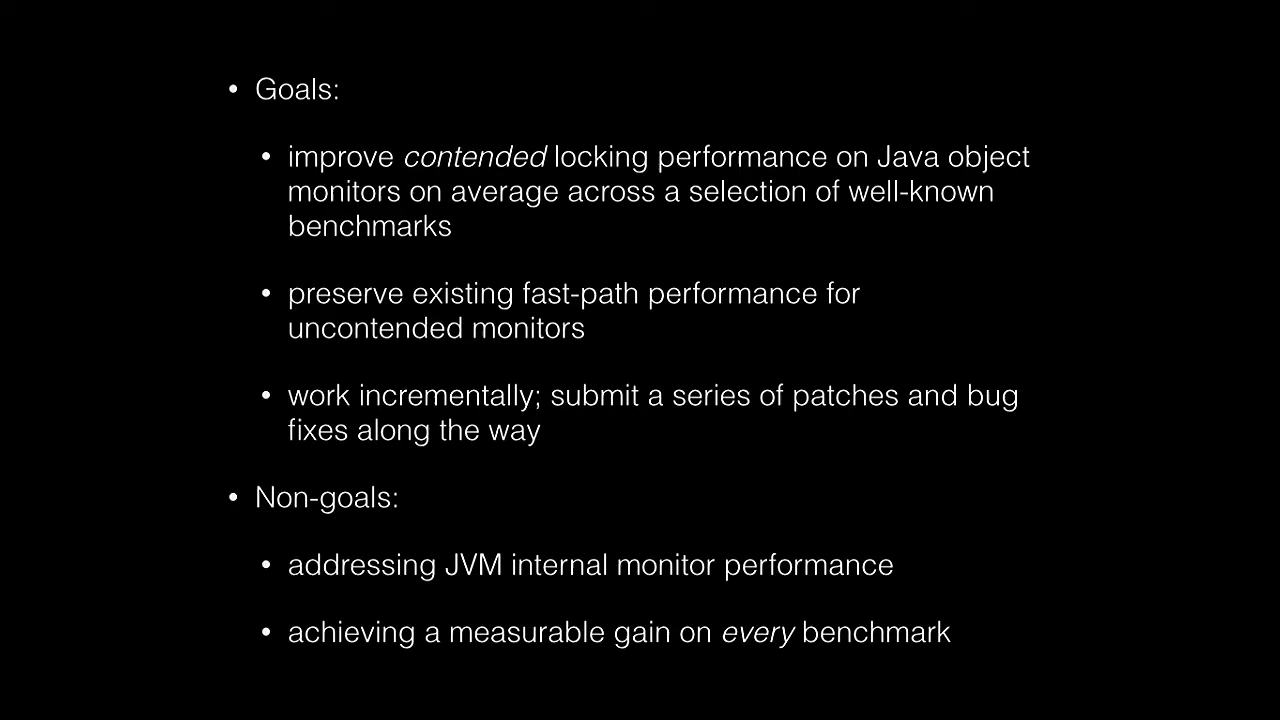 • Goals:
• improve contended locking performance on Java object
monitors on average across a selection of well-known
benchmarks
• preserve existing fast-path performance for
uncontended monitors
• work incrementally; submit a series of patches and bug
fixes along the way
• Non-goals:
• addressing JVM internal monitor performance
• achieving a measurable gain on every benchmark